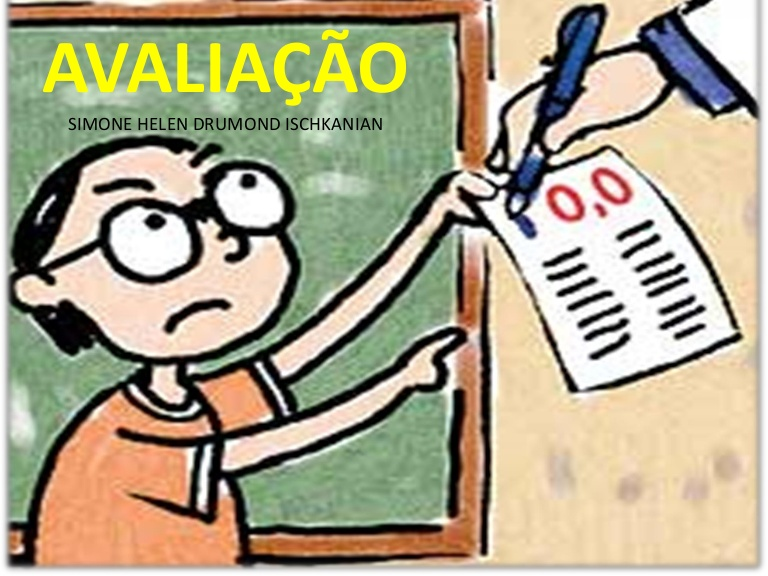 AVALIAÇÃO
SIMONE HELEN DRUMOND ISCHKANIAN
0,0